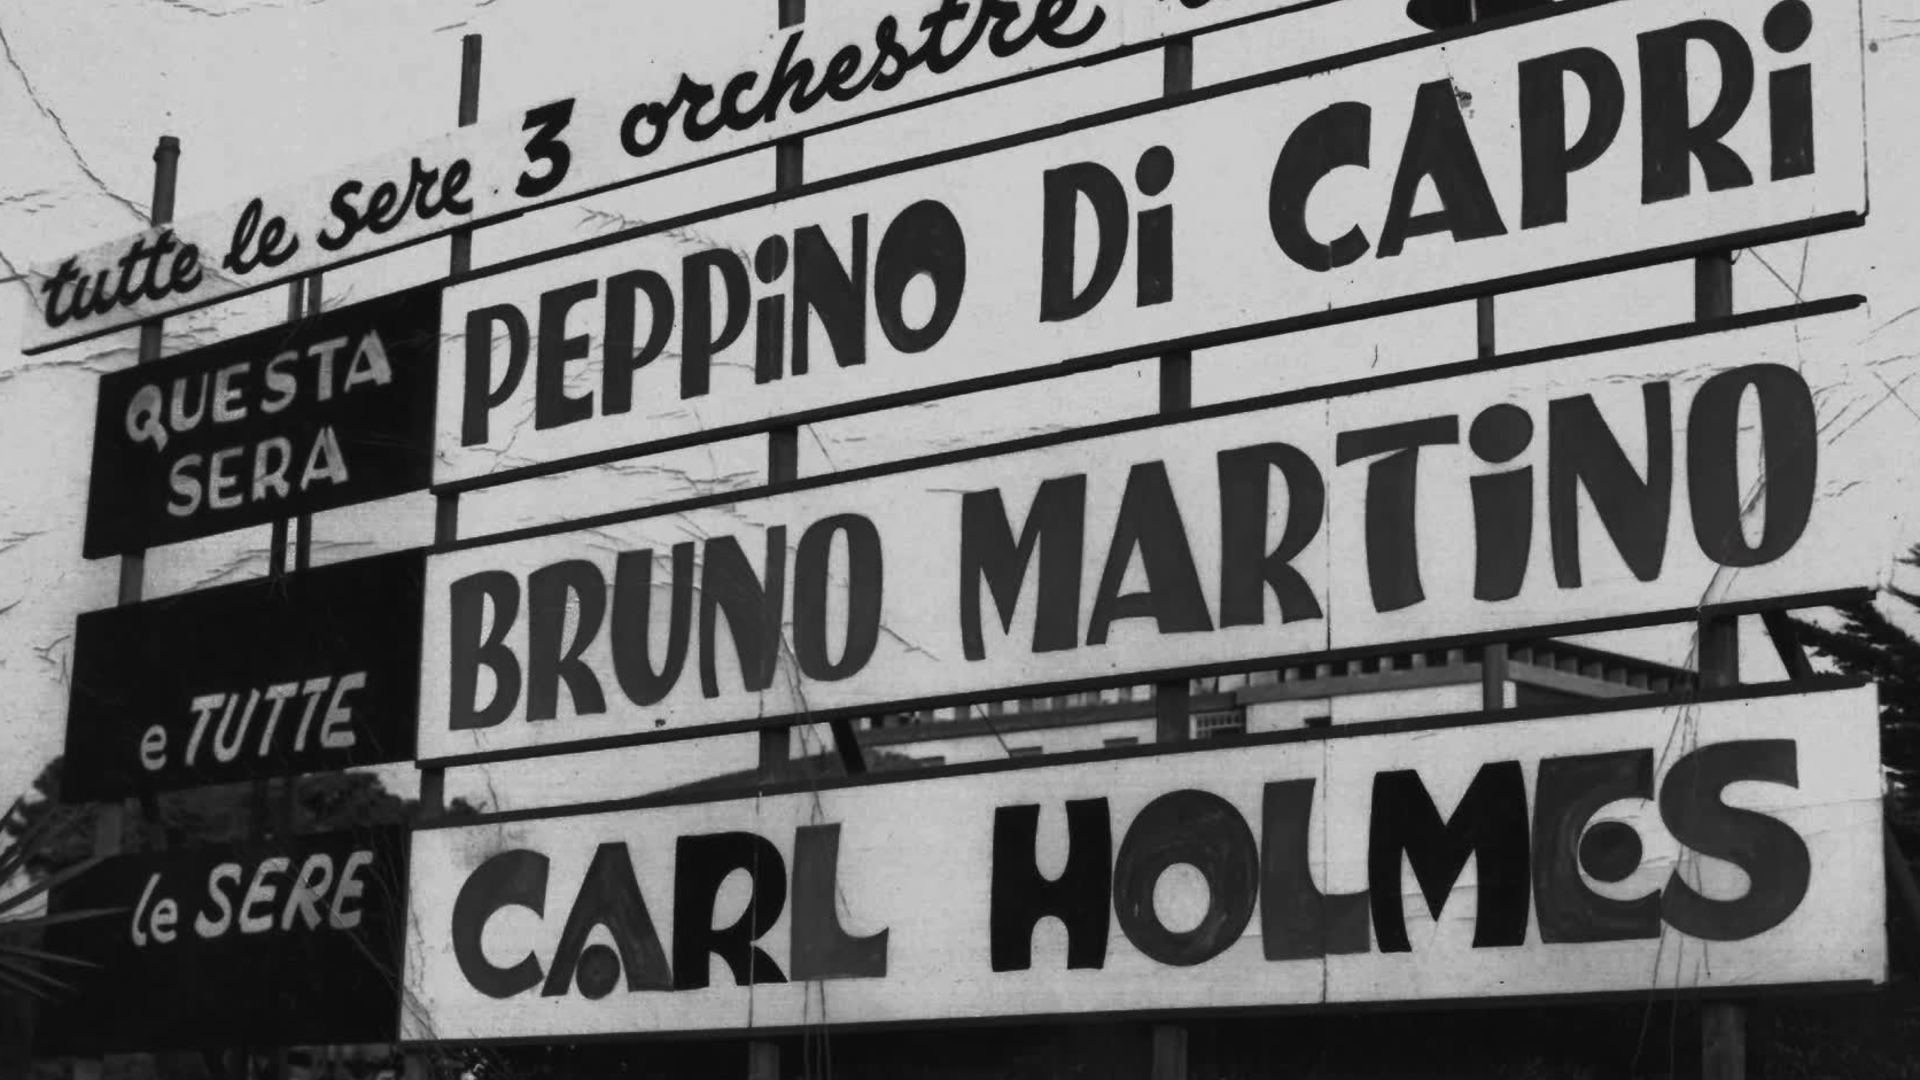 tutte le sere 3 orchestre
QUESTA
SERA
PEPPiNO Di CAPRi
BRUNO MARTiNO
e TUTTE
le SERE
CARL HOLMES